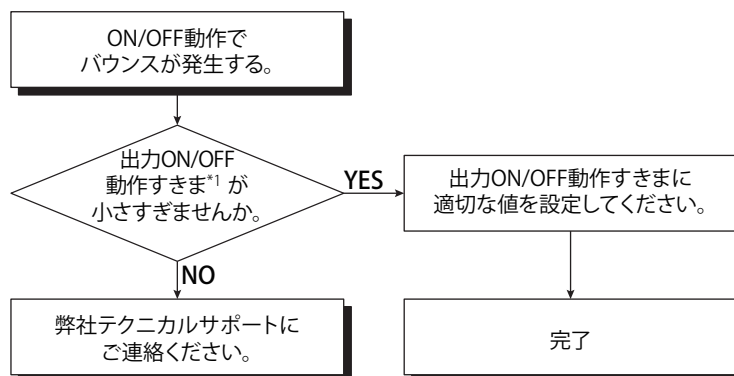 ON/OFF動作で
バウンスが発生する。
出力ON/OFF
動作すきま*1 が
小さすぎませんか。
YES
出力ON/OFF動作すきまに
適切な値を設定してください。
NO
弊社テクニカルサポートに
ご連絡ください。
完了